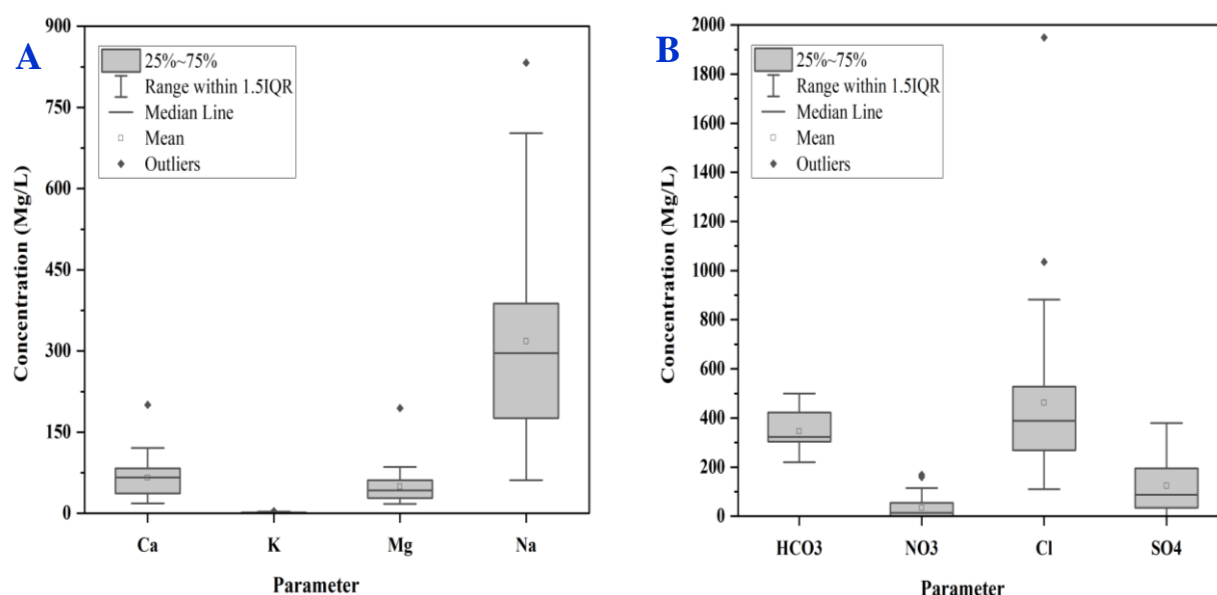 A
900
750
600
450
300
150
0
Concentration (Mg/L)
25%~75%
Range within 1.5IQR
Median Line
Mean
Outliers
Ca K Mg Na
Parameter
B
2000
1800
1600
1400
1200
1000
800
600
400
200
0
Concentration (Mg/L)
25%~75%
Range within 1.5IQR
Median Line
Mean
Outliers
HCO3 NO3 Cl SO4
Parameter